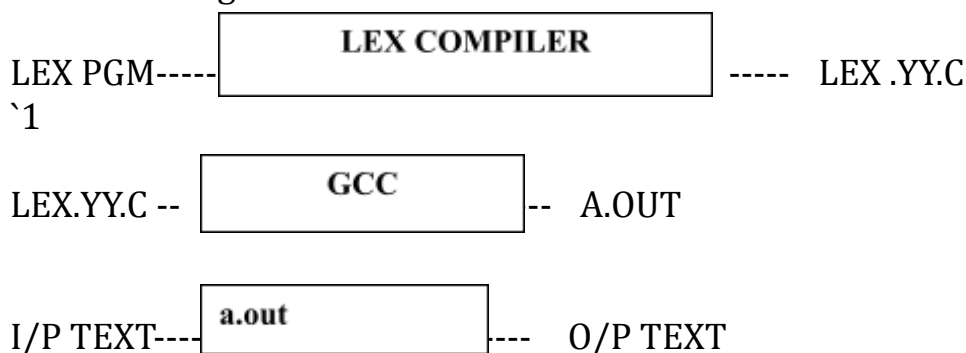 LEX COMPILER
LEX PGM----- ----- LEX .YY.C
`1
GCC
LEX.YY.C -- -- A.OUT
a.out
I/P TEXT---- ---- O/P TEXT